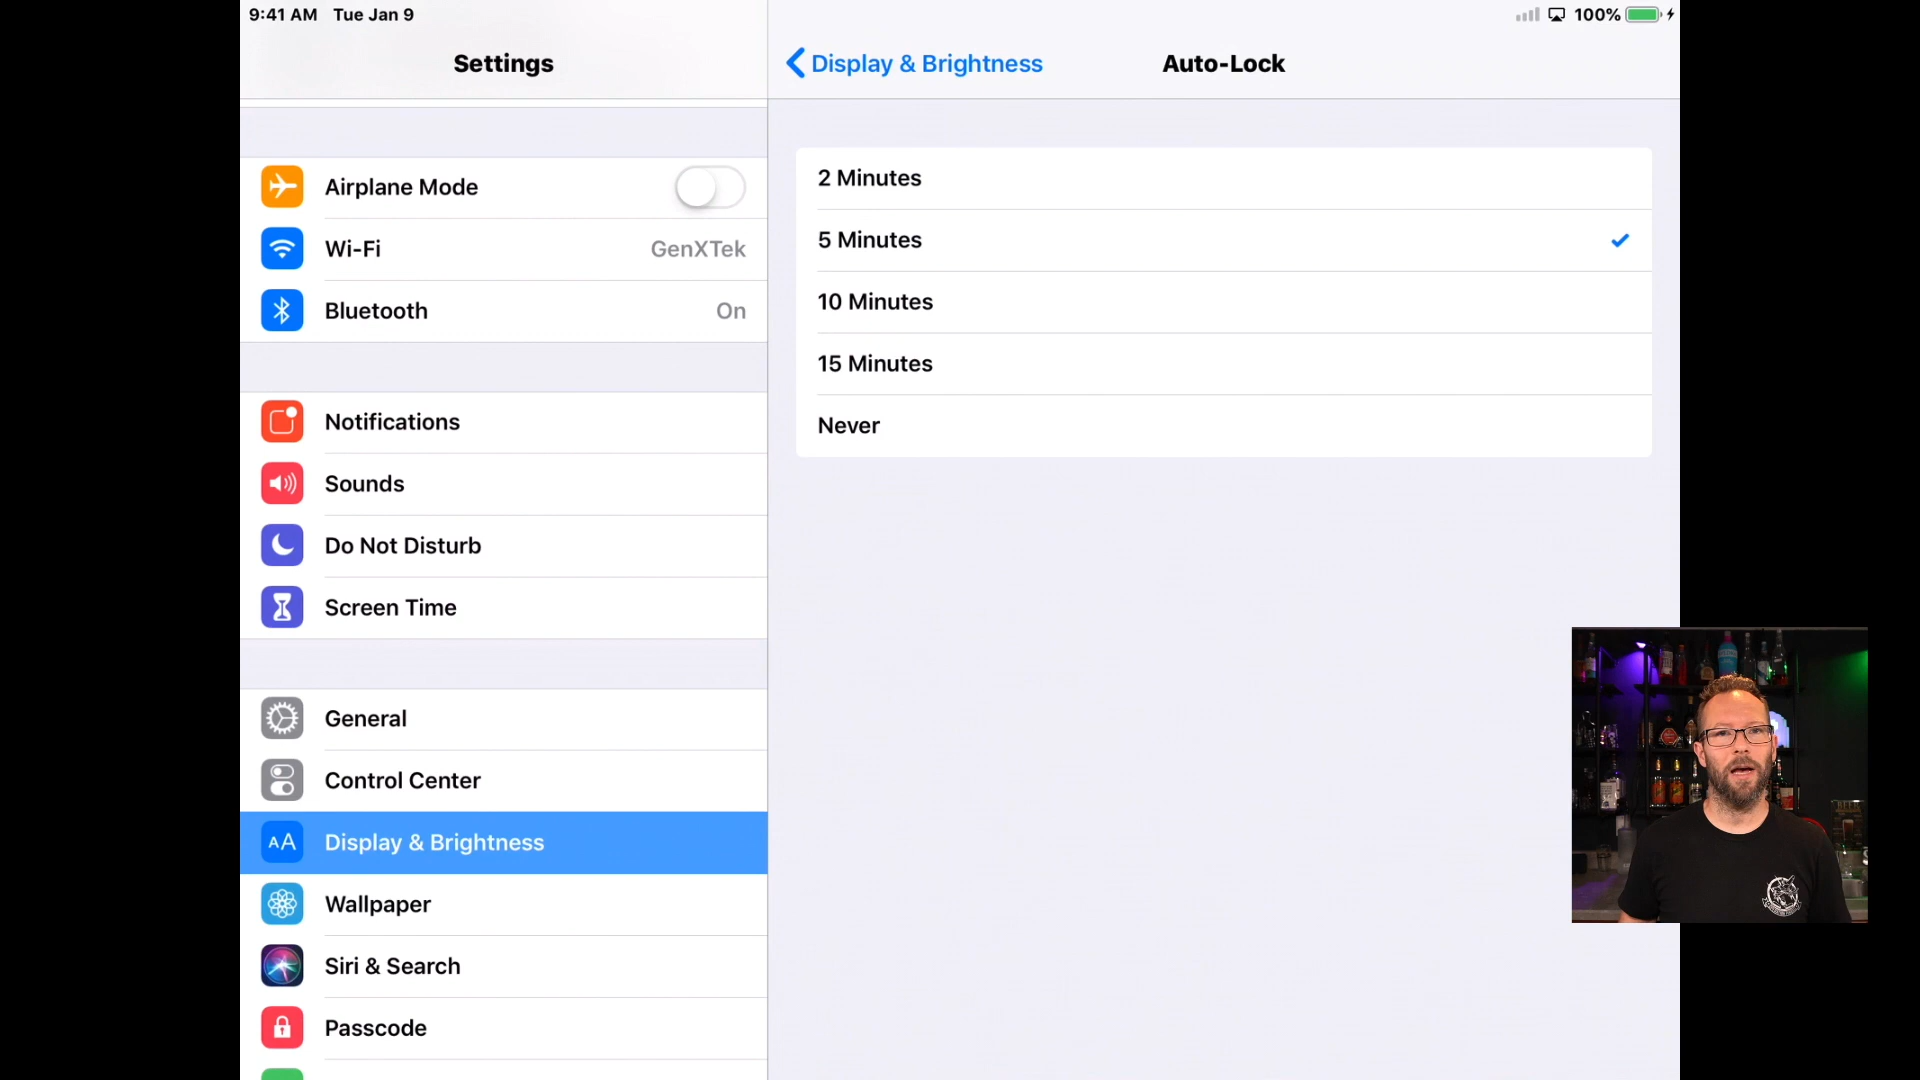 9:41 AM Tue Jan 9
100%
Settings
Airplane Mode
Wi-Fi GenXTek
Bluetooth On
Notifications
Sounds
Do Not Disturb
Screen Time
General
Control Center
AA Display & Brightness
Wallpaper
Siri & Search
Passcode
Display & Brightness
Auto-Lock
2 Minutes
5 Minutes
10 Minutes
15 Minutes
Never